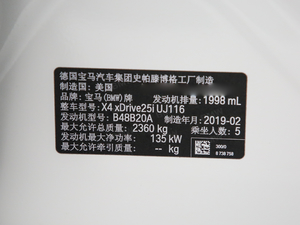 德国宝马汽车集团史帕滕博格工厂制造
制造国：美国
品牌：宝马(BMW)牌 发动机排量：1998 mL
整车型号：X4 xDrive25i UJ116
发动机型号：B48B20A 制造年月：2019-02
最大允许总质量：2360 kg 乘坐人数：5
发动机最大净功率： 135 kW
最大允许牵引质量： -- kg